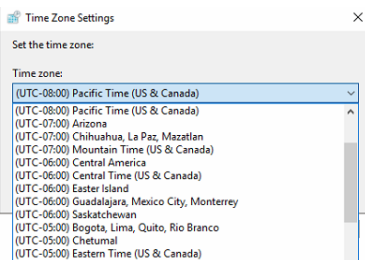 Time Zone Settings
Set the time zone:
Time zone:
(UTC-08:00) Pacific Time (US & Canada)
(UTC-08:00) Pacific Time (US & Canada)
(UTC-07:00) Arizona
(UTC-07:00) Chihuahua, La Paz, Mazatlan
(UTC-07:00) Mountain Time (US & Canada)
(UTC-06:00) Central America
(UTC-06:00) Central Time (US & Canada)
(UTC-06:00) Easter Island
(UTC-06:00) Guadalajara, Mexico City, Monterrey
(UTC-06:00) Saskatchewan
(UTC-05:00) Bogota, Lima, Quito, Rio Branco
(UTC-05:00) Chetumal
(UTC-05:00) Eastern Time (US & Canada)